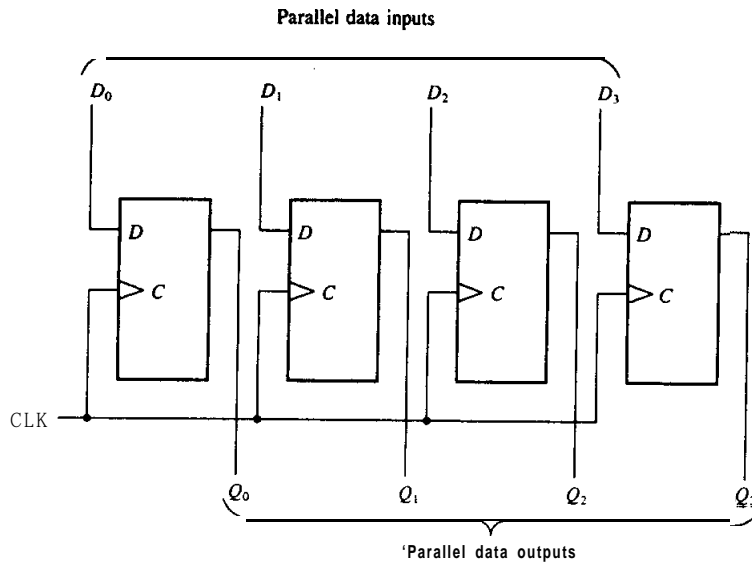 Parallel data inputs
D0 D1 D2 D3
D D D D
C C C C
CLK
Q0 Q1 Q2
'Parallel data outputs